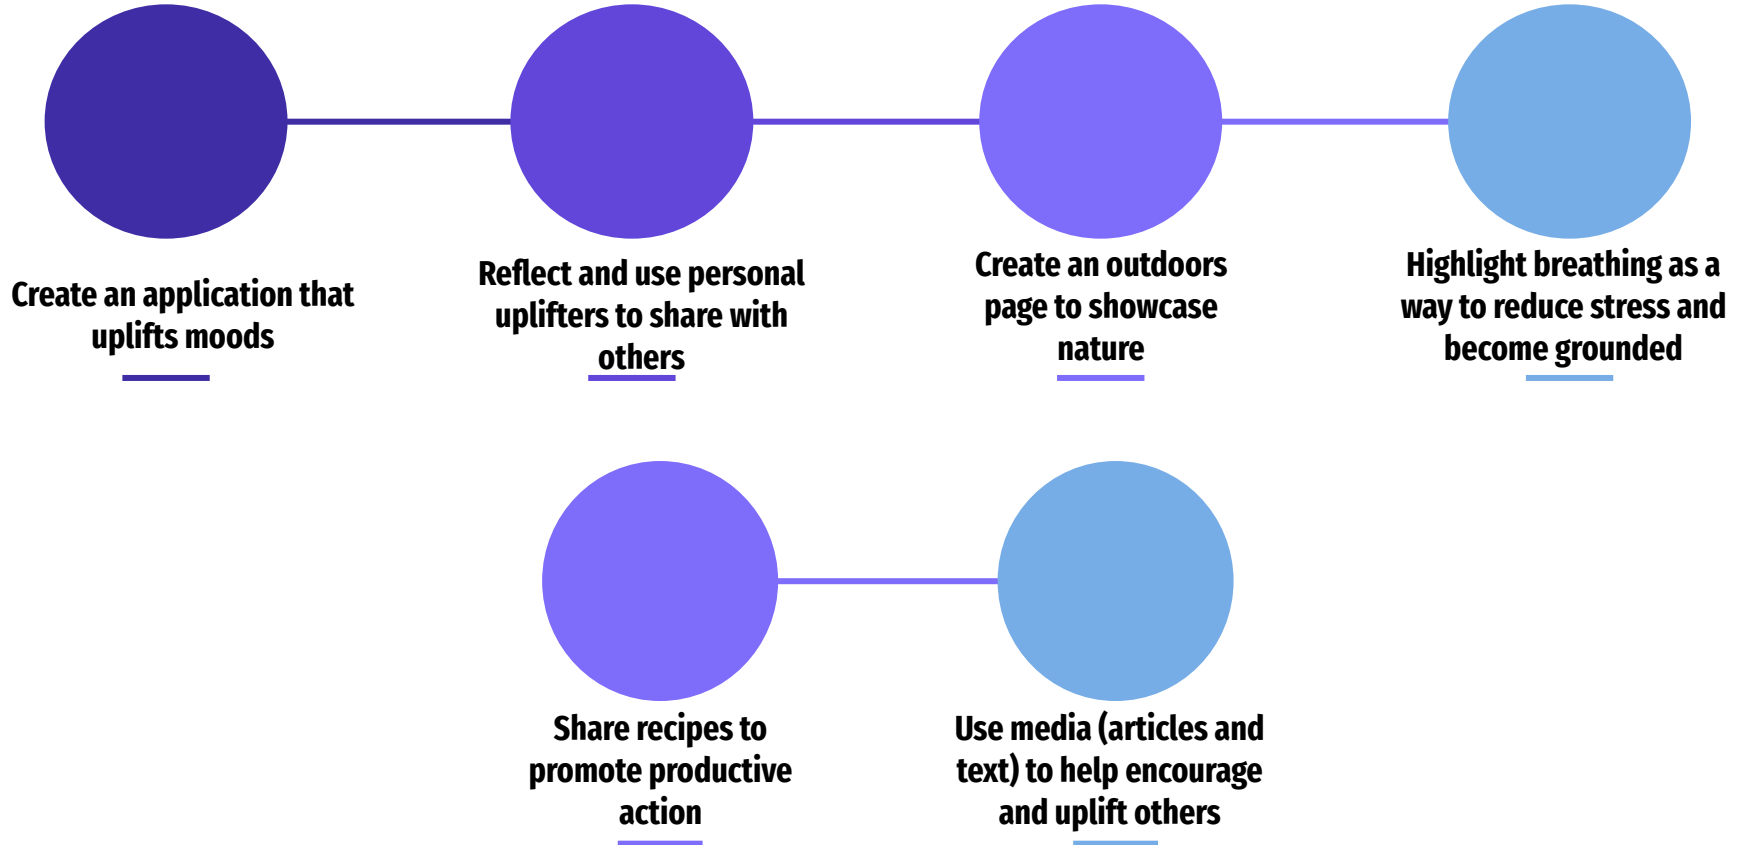 Create an application that
uplifts moods
Reflect and use personal
uplifters to share with
others
Create an outdoors
page to showcase
nature
Highlight breathing as a
way to reduce stress and
become grounded
Share recipes to
promote productive
action
Use media (articles and
text) to help encourage
and uplift others